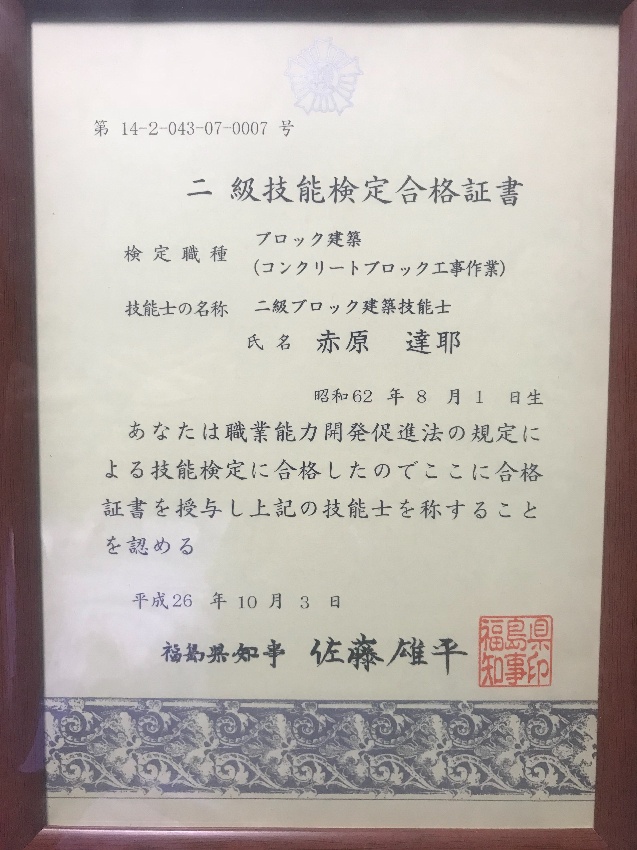 第 14-2-043-07-0007 号
二 級技能検定合格証書
検定職種 ブロック建築
(コンクリートブロック工事作業)
技能士の名称 二級ブロック建築技能士
氏名 赤原 達耶
昭和62 年 8 月 1 日生
あなたは職業能力開発促進法の規定に
よる技能検定に合格したのでここに合格
証書を授与し上記の技能士を称すること
を認める
平成26 年 10 月 3 日
福島県知事 佐藤雄平
福島県
知事印